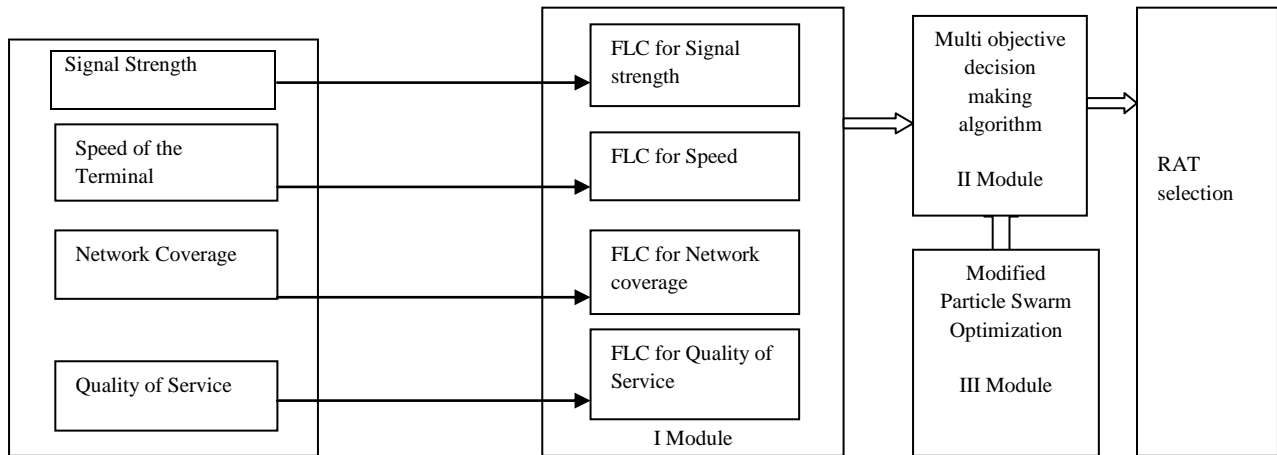 Signal Strength
Speed of the
Terminal
Network Coverage
Quality of Service
FLC for Signal
strength
FLC for Speed
FLC for Network
coverage
FLC for Quality of
Service
I Module
Multi objective
decision
making
algorithm
II Module
Modified
Particle Swarm
Optimization
III Module
RAT
selection